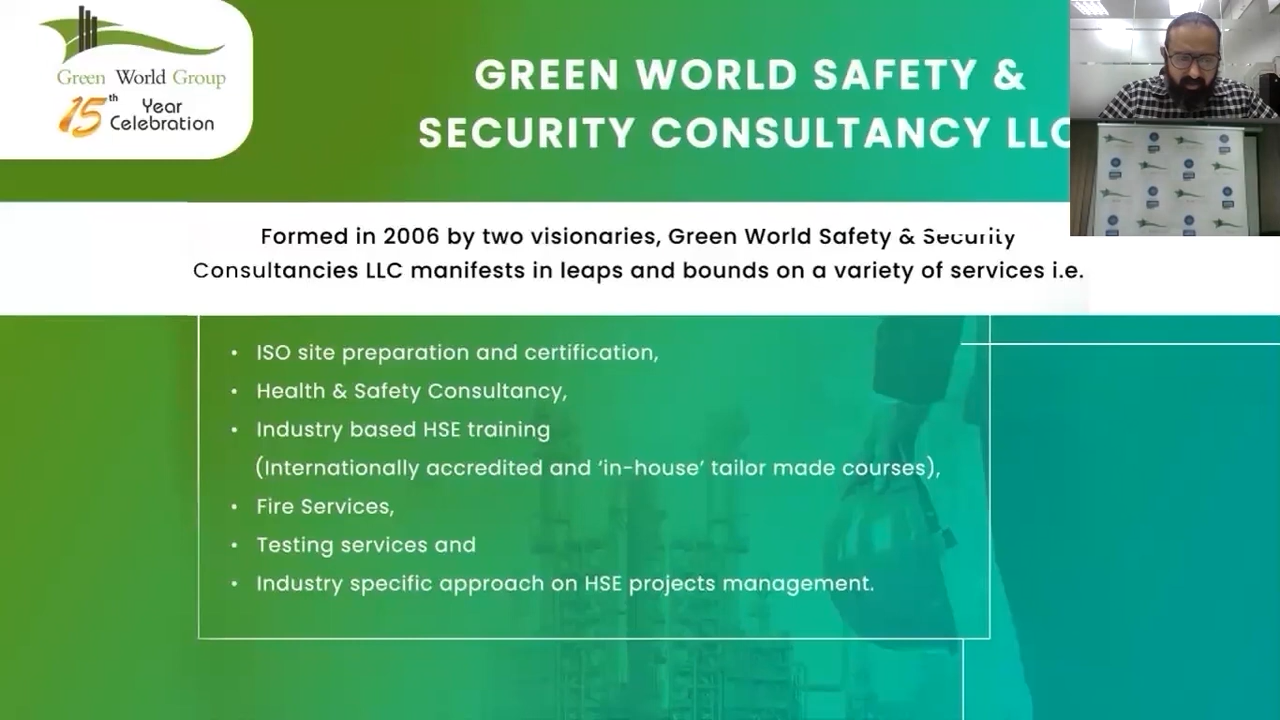 Green World Group
15th Year
Celebration
GREEN WORLD SAFETY &
SECURITY CONSULTANCY LLC
Formed in 2006 by two visionaries, Green World Safety & Security
Consultancies LLC manifests in leaps and bounds on a variety of services i.e.
• ISO site preparation and certification,
• Health & Safety Consultancy,
• Industry based HSE training
(Internationally accredited and ‘in-house’ tailor made courses),
• Fire Services,
• Testing services and
• Industry specific approach on HSE projects management.